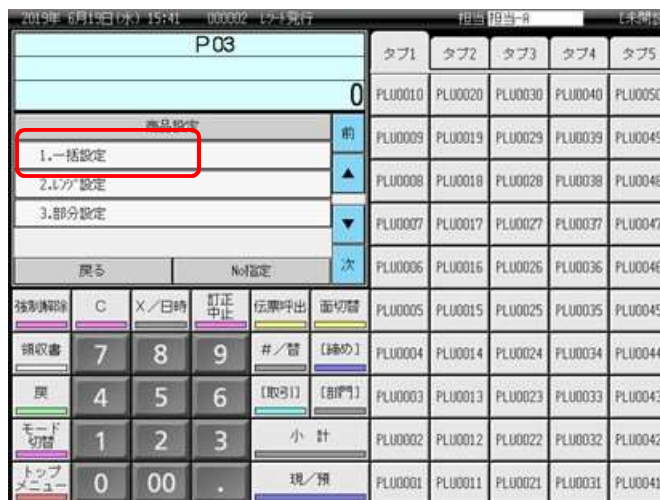 2019年 6月19日(水) 15:41 000002 レシート発行 担当 担当-A
P03
0
商品設定
1.一括設定
2.レンジ設定
3.部分設定
前
▲
▼
次
戻る No指定
タブ1 タブ2 タブ3 タブ4 タブ5
PLU0010 PLU0020 PLU0030 PLU0040
PLU0009 PLU0019 PLU0029 PLU0039
PLU0008 PLU0018 PLU0028 PLU0038
PLU0007 PLU0017 PLU0027 PLU0037
PLU0006 PLU0016 PLU0026 PLU0036
PLU0005 PLU0015 PLU0025 PLU0035
PLU0004 PLU0014 PLU0024 PLU0034
PLU0003 PLU0013 PLU0023 PLU0033
PLU0002 PLU0012 PLU0022 PLU0032
PLU0001 PLU0011 PLU0021 PLU0031
強制解除 C X/日時 訂正中止 伝票呼出 面切替
領収書 7 8 9 #/替 [締め]
戻 4 5 6 [取引] [部門]
モード切替 1 2 3 小計
トップメニュー 0 00 . 現/預